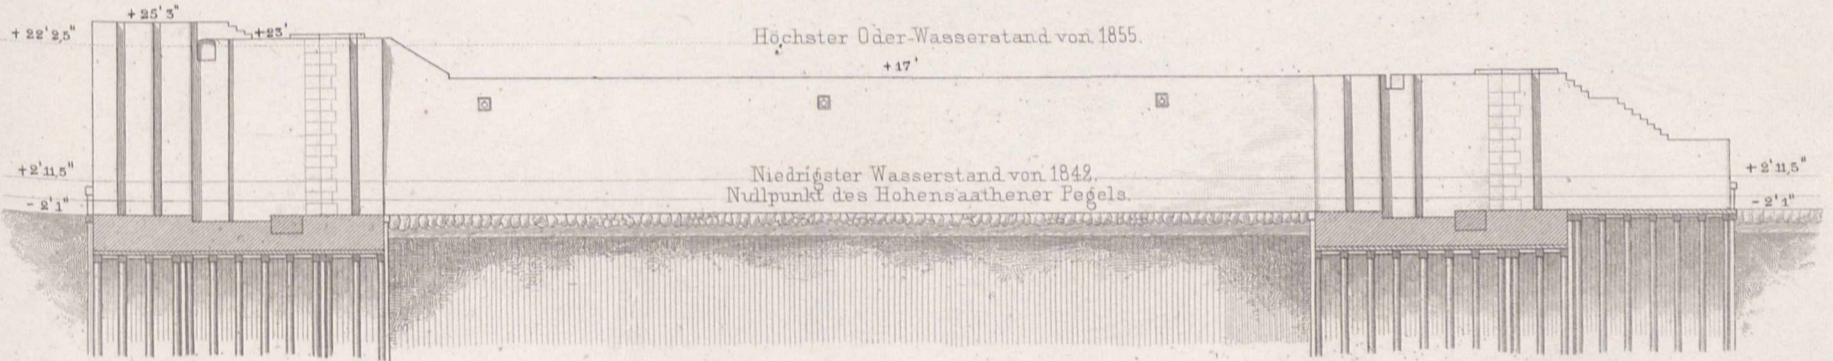 + 25' 3"
+ 22' 2,5"
+23'
Höchster Oder-Wasserstand von 1855.
+17'
+2' 11,5"
Niedrigster Wasserstand von 1842.
+2' 11,5"
Nullpunkt des Hohensaathener Pegels.
- 2' 1"
- 2' 1"